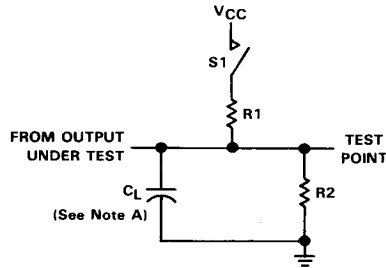 VCC
S1
R1
FROM OUTPUT
UNDER TEST
TEST
POINT
CL
(See Note A)
R2